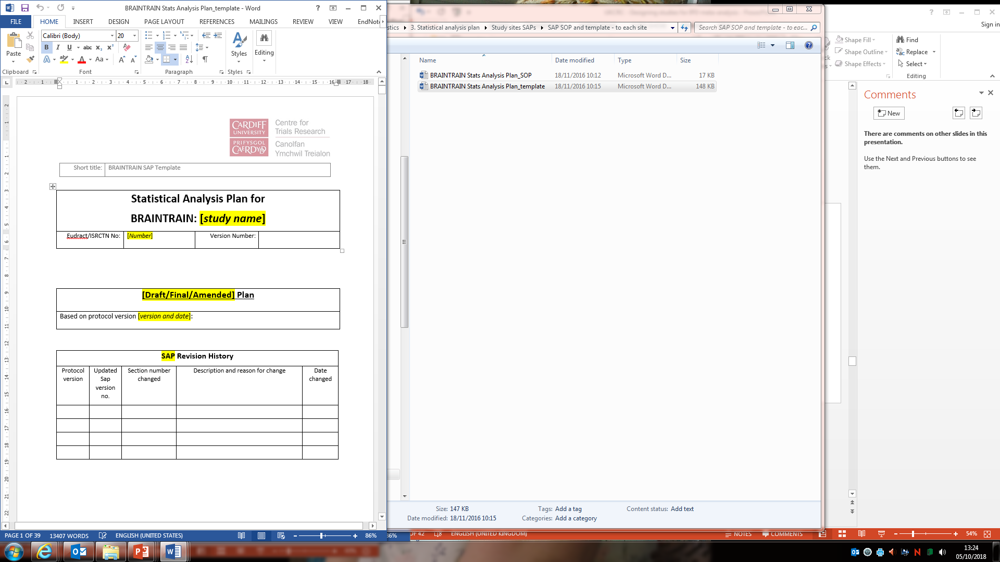 BRAINTRAIN Stats Analysis Plan_template - Word
FILE HOME INSERT DESIGN PAGE LAYOUT REFERENCES MAILINGS REVIEW VIEW EndNote
Calibri (Body) 20
Paste
Styles
Editing
Clipboard Font Paragraph Styles
CARDIFF UNIVERSITY
PRIFYSGOL CAERDYDD
Centre for
Trials Research
Canolfan
Ymchwil Treialon
Short title: BRAINTRAIN SAP Template
Statistical Analysis Plan for
BRAINTRAIN: [study name]
Eudract/ISRCTN No: [Number] Version Number:
[Draft/Final/Amended] Plan
Based on protocol version [version and date]:
SAP Revision History
Protocol version
Updated Sap version no.
Section number changed
Description and reason for change
Date changed
PAGE 1 OF 39 13407 WORDS ENGLISH (UNITED STATES) 86%
3. Statistical analysis plan Study sites SAPs SAP SOP and template - to each site
Search SAP SOP and template - to eac...
Name Date modified Type Size
BRAINTRAIN Stats Analysis Plan_SOP 18/11/2016 10:12 Microsoft Word D... 17 KB
BRAINTRAIN Stats Analysis Plan_template 18/11/2016 10:15 Microsoft Word D... 148 KB
Size: 147 KB Tags: Add a tag Content status: Add text
Date modified: 18/11/2016 10:15 Categories: Add a category
OF 42 ENGLISH (UNITED KINGDOM) NOTES COMMENTS 54%
Sign in
Shape Fill
Shape Outline
Shape Effects
Find
Replace
Select
Editing
Comments
New
There are comments on other slides in this
presentation.
Use the Next and Previous buttons to see
them.
13:24
05/10/2018